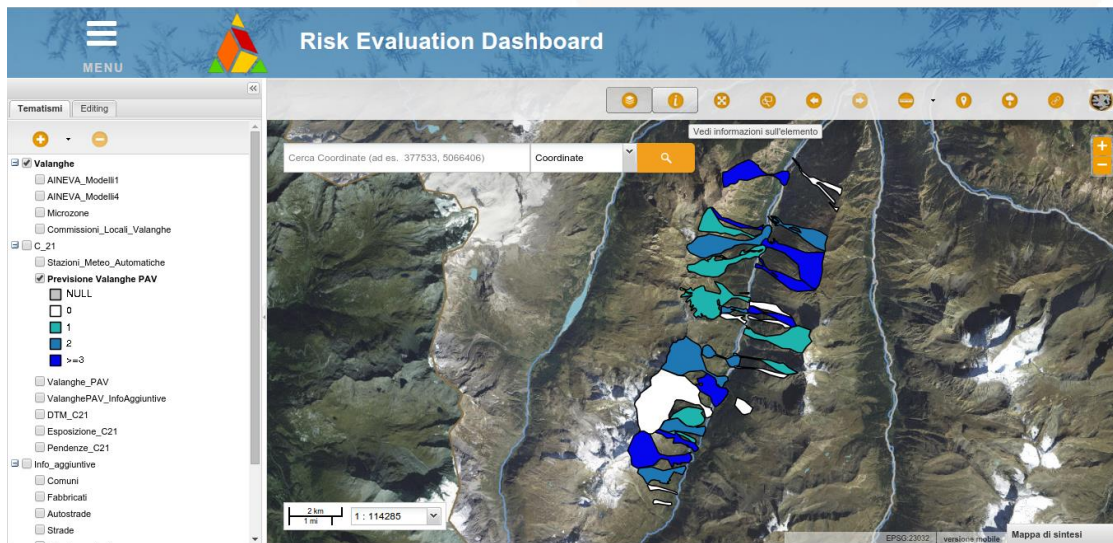 Risk Evaluation Dashboard
MENU
Tematismi
Editing
Vedi informazioni sull'elemento
Cerca Coordinate (ad es. 377533, 5066406)
Coordinate
Valanghe
AINEVA_Modelli1
AINEVA_Modelli4
Microzone
Commissioni_Locali_Valanghe
C_21
Stazioni_Meteo_Automatiche
Previsione Valanghe PAV
NULL
0
1
2
>=3
Valanghe_PAV
ValanghePAV_InfoAggiuntive
DTM_C21
Esposizione_C21
Pendenze_C21
Info_aggiuntive
Comuni
Fabbricati
Autostrade
Strade
2 km
1 mi
1 : 114285
EPSG:23032
versione mobile
Mappa di sintesi